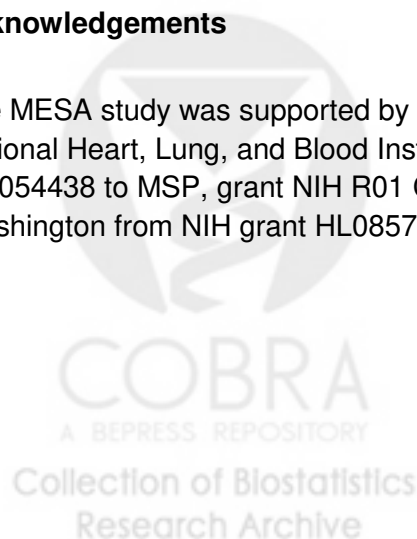 knowledgements
e MESA study was supported by
ional Heart, Lung, and Blood Inst
054438 to MSP, grant NIH R01
shington from NIH grant HL0857
COBRA
A BEPRESS REPOSITORY
Collection of Biostatistics
Research Archive